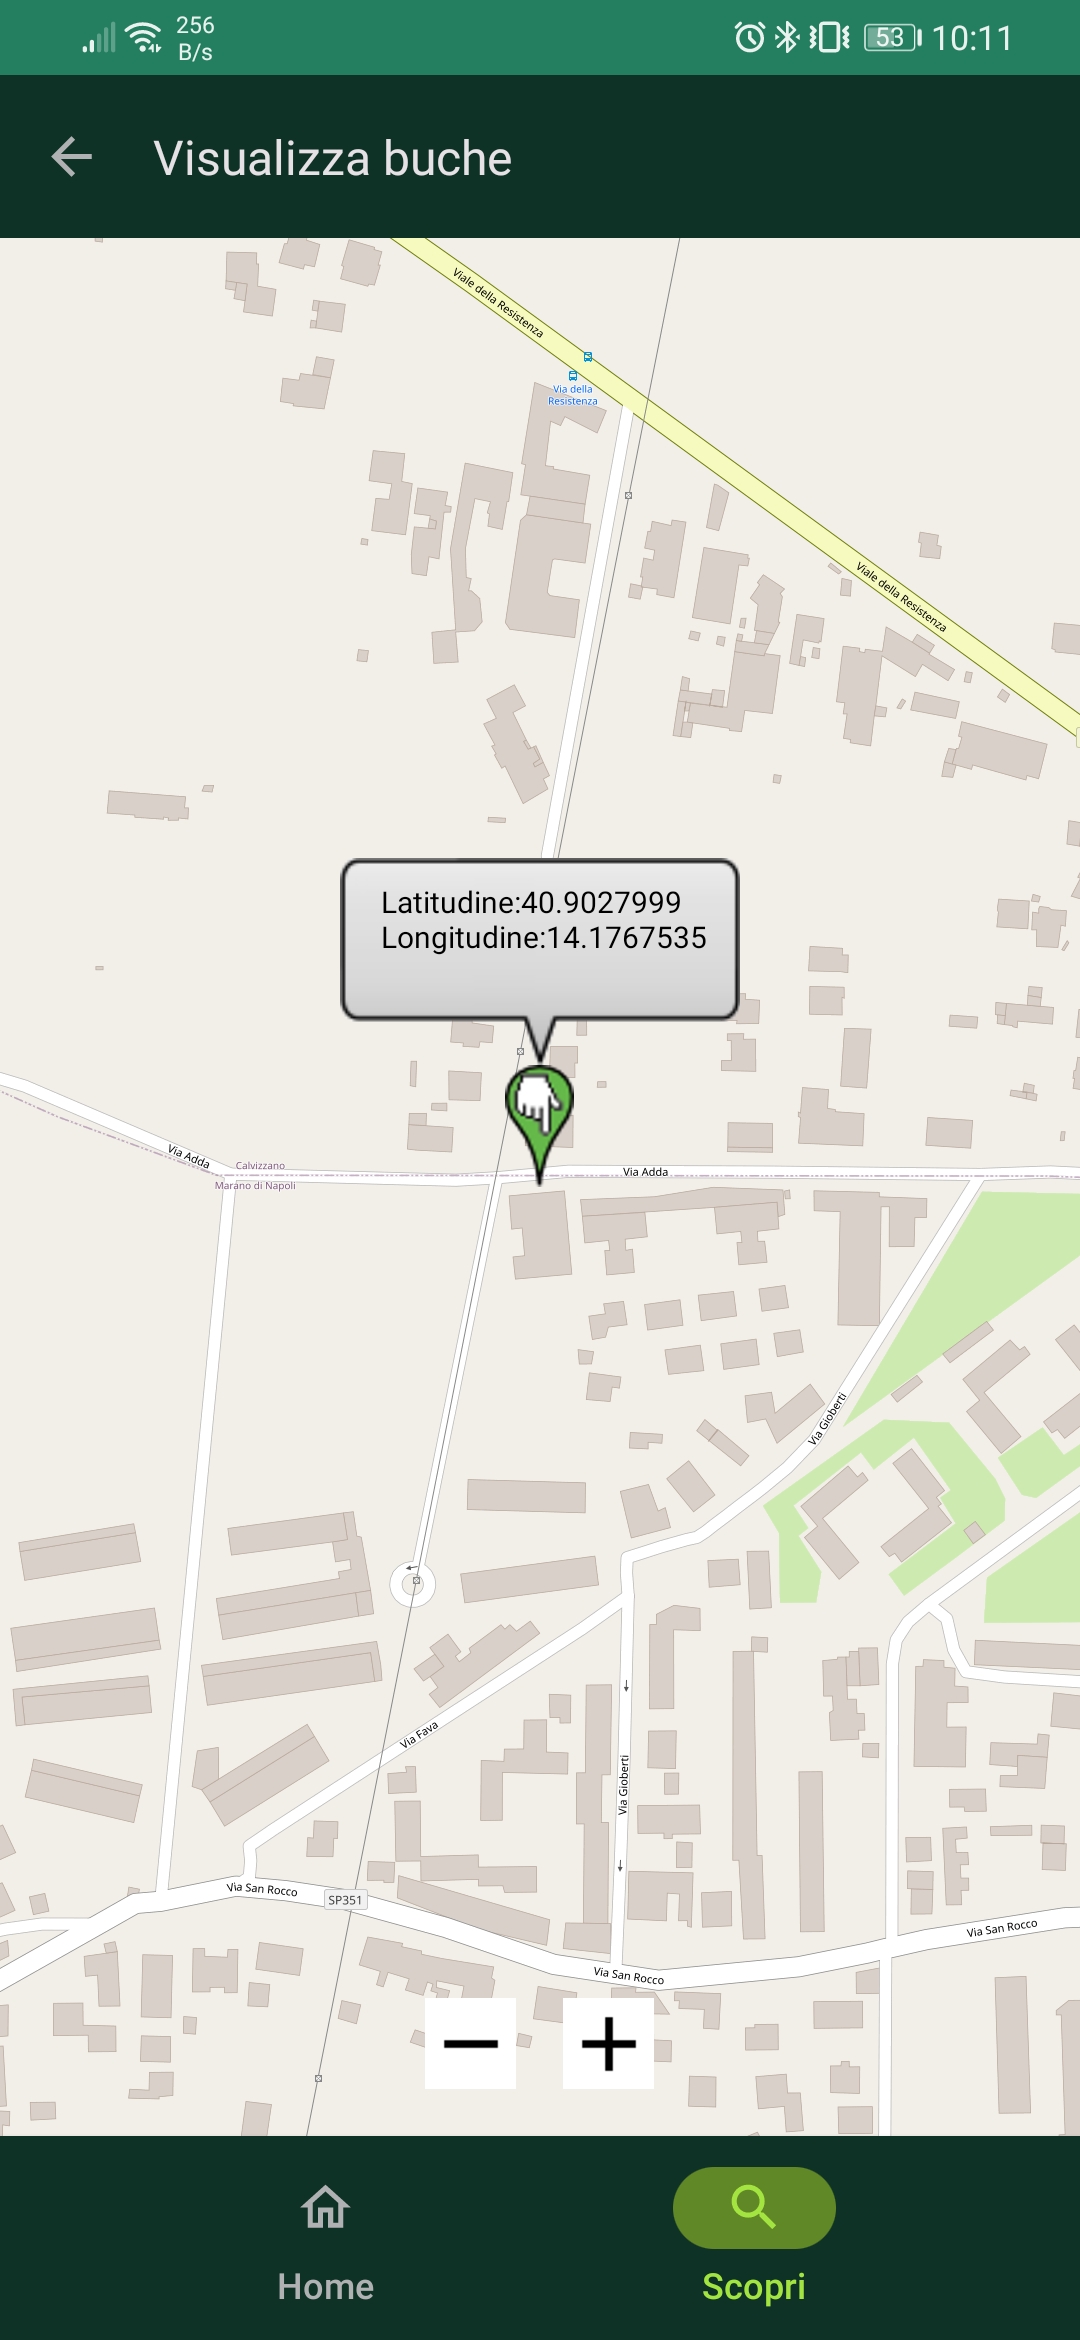 256
B/s
53
10:11
Visualizza buche
Viale della Resistenza
Via della
Resistenza
Viale della Resistenza
Latitudine:40.9027999
Longitudine:14.1767535
Via Adda
Calvizzano
Marano di Napoli
Via Adda
Via Gioberti
Via Fava
Via Gioberti
Via San Rocco
SP351
Via San Rocco
Via San Rocco
Home
Scopri